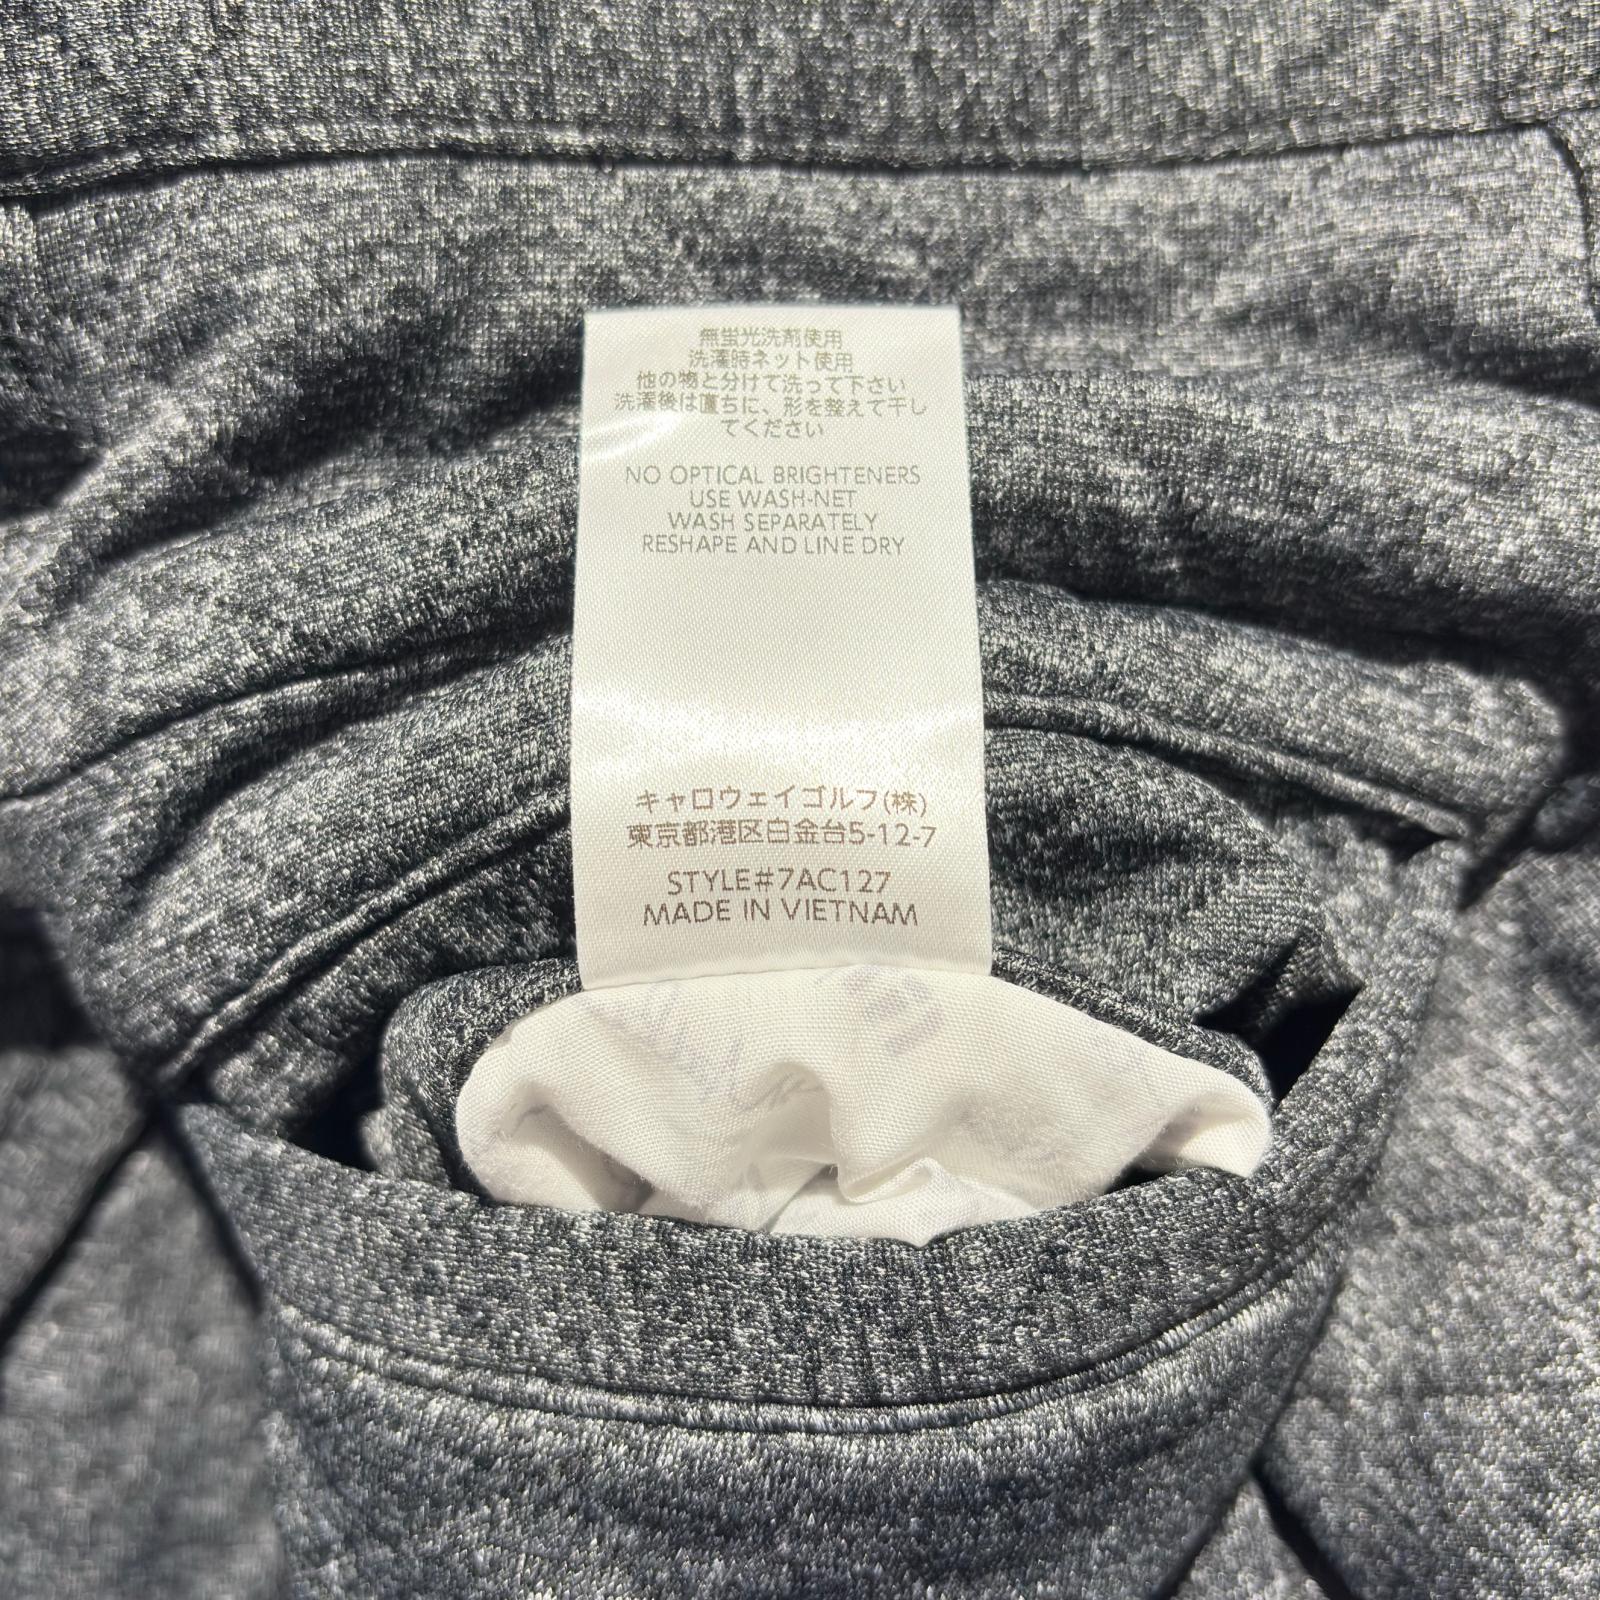 無蛍光洗剤使用
洗濯時ネット使用
他の物と分けて洗って下さい
洗濯後は直ちに、形を整えて干し
てください
NO OPTICAL BRIGHTENERS
USE WASH-NET
WASH SEPARATELY
RESHAPE AND LINE DRY
キャロウェイゴルフ(株)
東京都港区白金台5-12-7
STYLE#7AC127
MADE IN VIETNAM